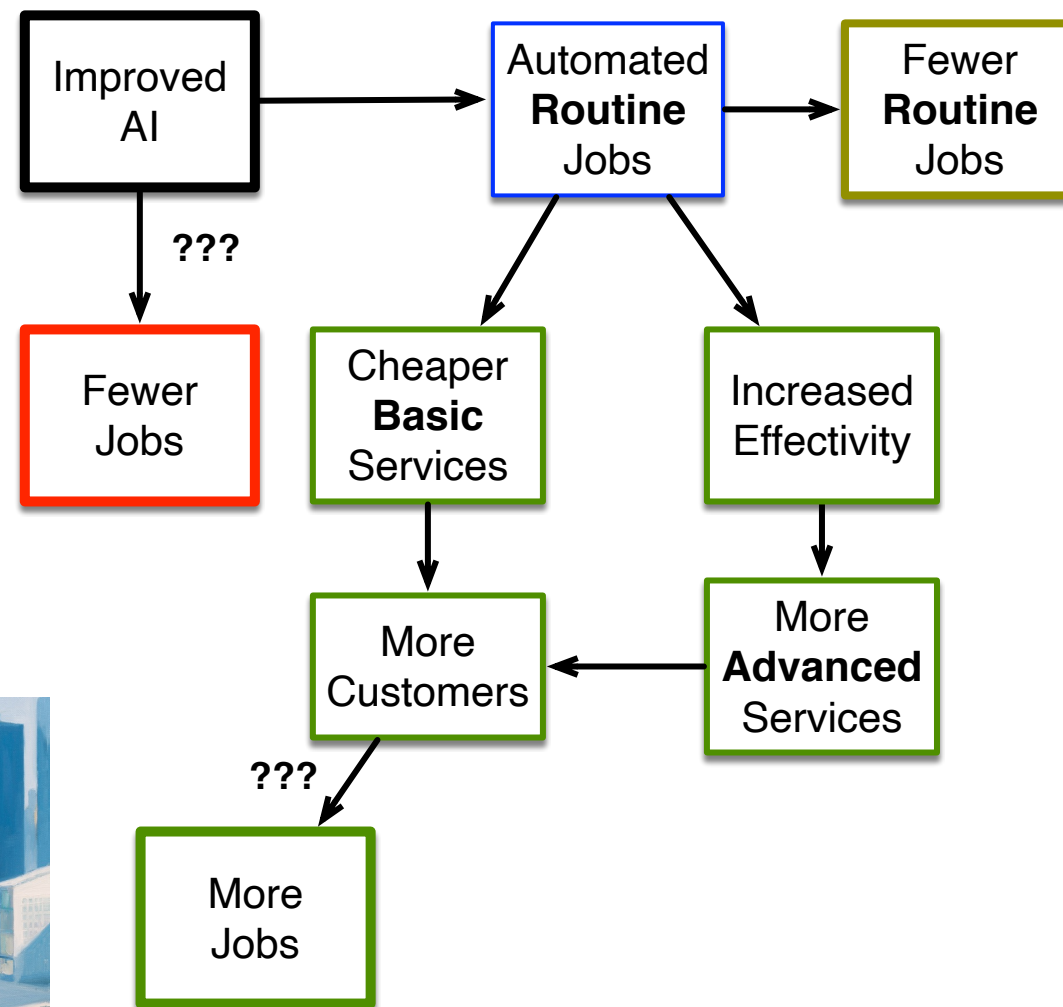 Improved
AI
Automated
Routine
Jobs
Fewer
Routine
Jobs
???
Fewer
Jobs
Cheaper
Basic
Services
Increased
Effectivity
More
Customers
More
Advanced
Services
???
More
Jobs